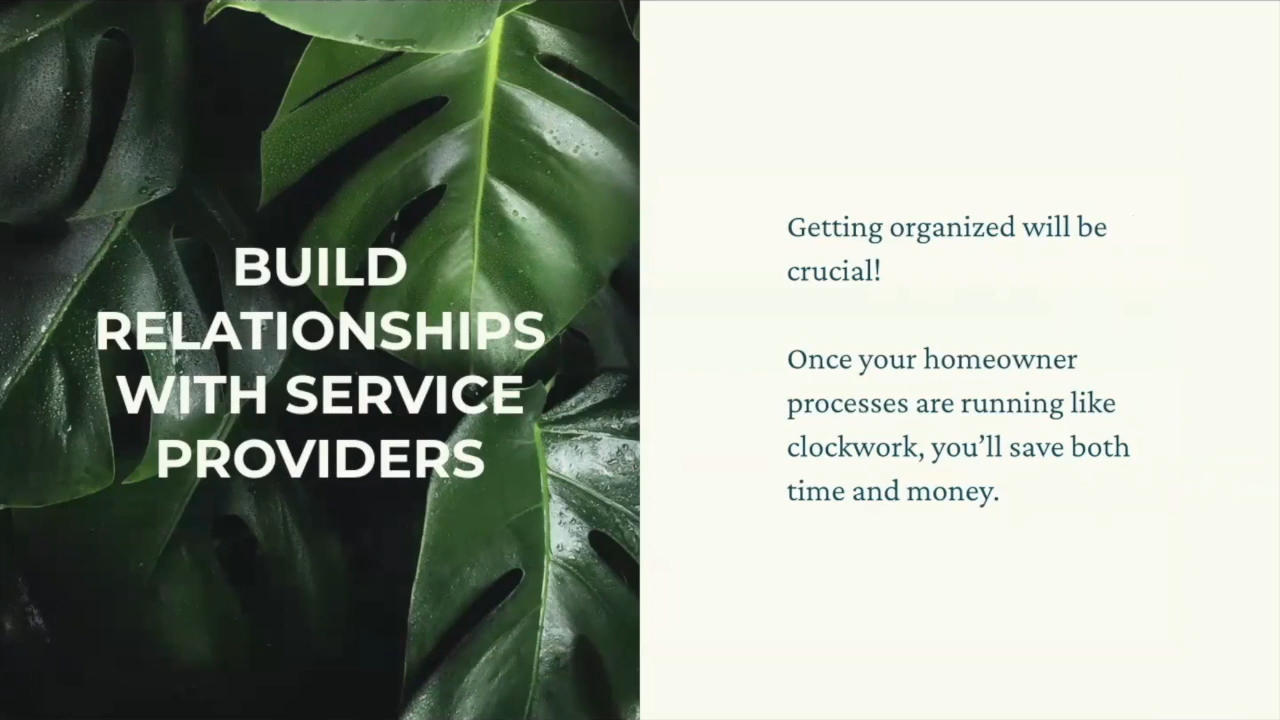 BUILD
RELATIONSHIPS
WITH SERVICE
PROVIDERS
Getting organized will be
crucial!
Once your homeowner
processes are running like
clockwork, you’ll save both
time and money.